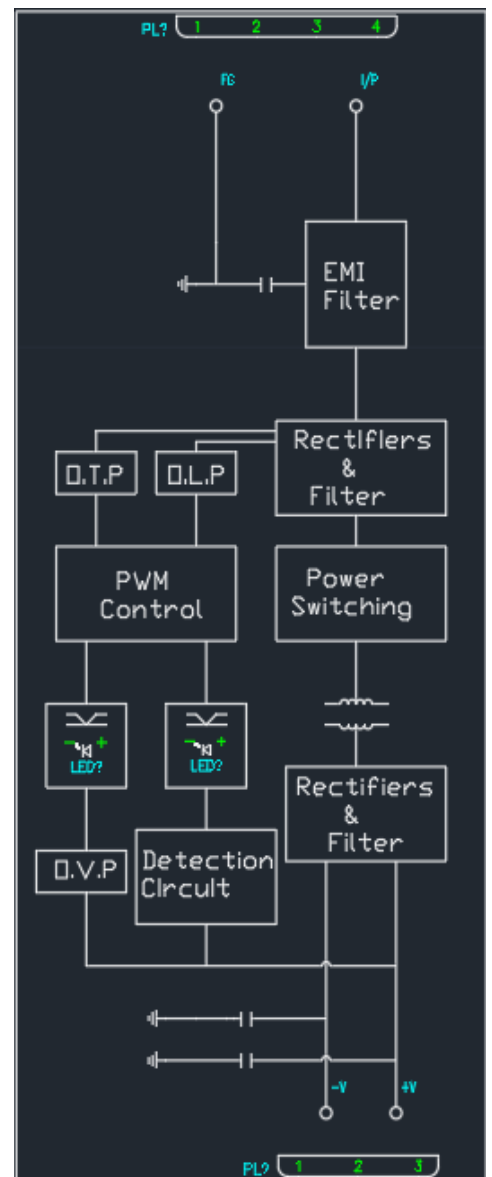 PL? 1 2 3 4
FG I/P
EMI
Filter
Rectifiers
&
Filter
O.T.P O.L.P
PWM
Control
Power
Switching
- +
LED?
- +
LED?
Rectifiers
&
Filter
O.V.P
Detection
Circuit
-V +V
PL? 1 2 3